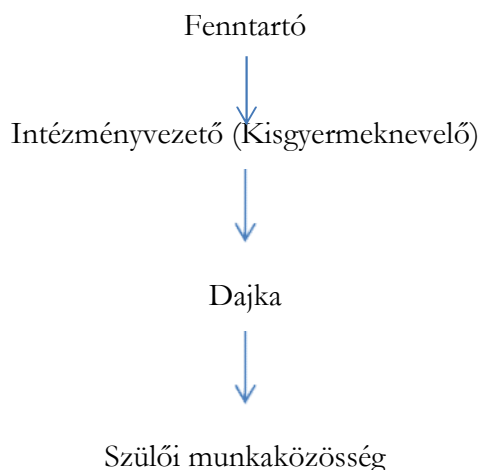 Fenntartó
Intézményvezető (Kisgyermeknevelő)
Dajka
Szülői munkaközösség